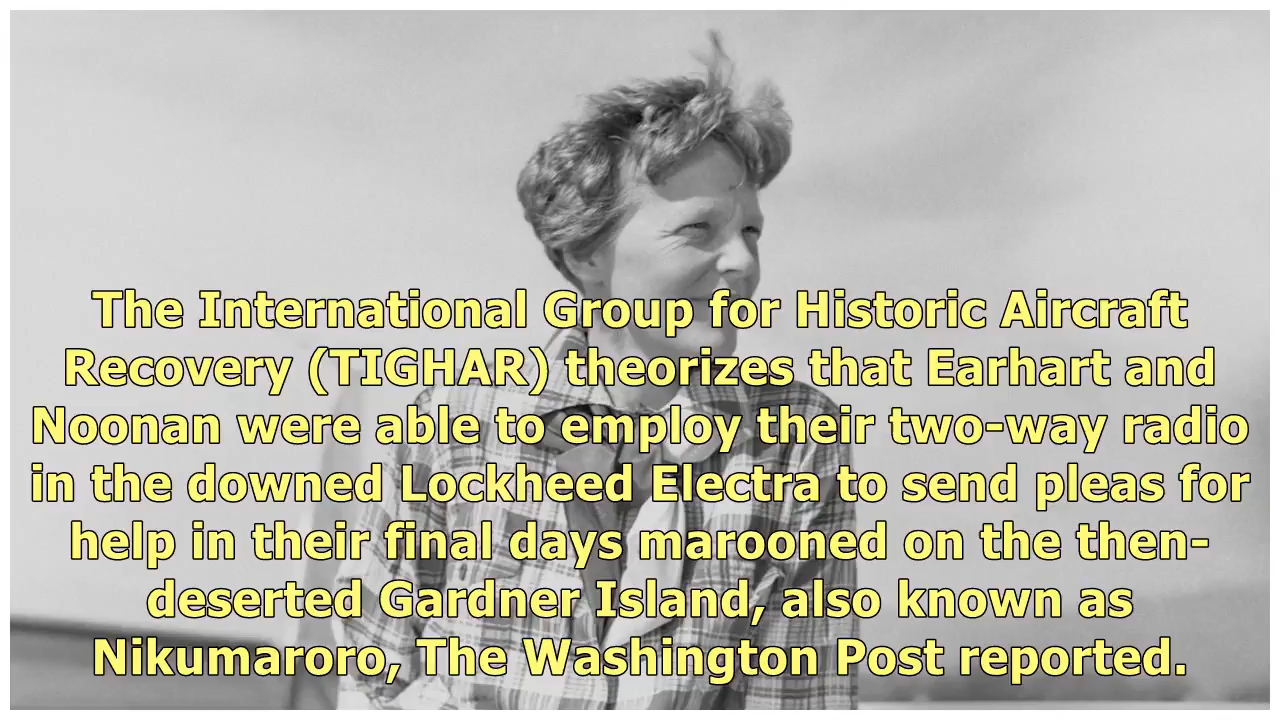 The International Group for Historic Aircraft
Recovery (TIGHAR) theorizes that Earhart and
Noonan were able to employ their two-way radio
in the downed Lockheed Electra to send pleas for
help in their final days marooned on the then-
deserted Gardner Island, also known as
Nikumaroro, The Washington Post reported.